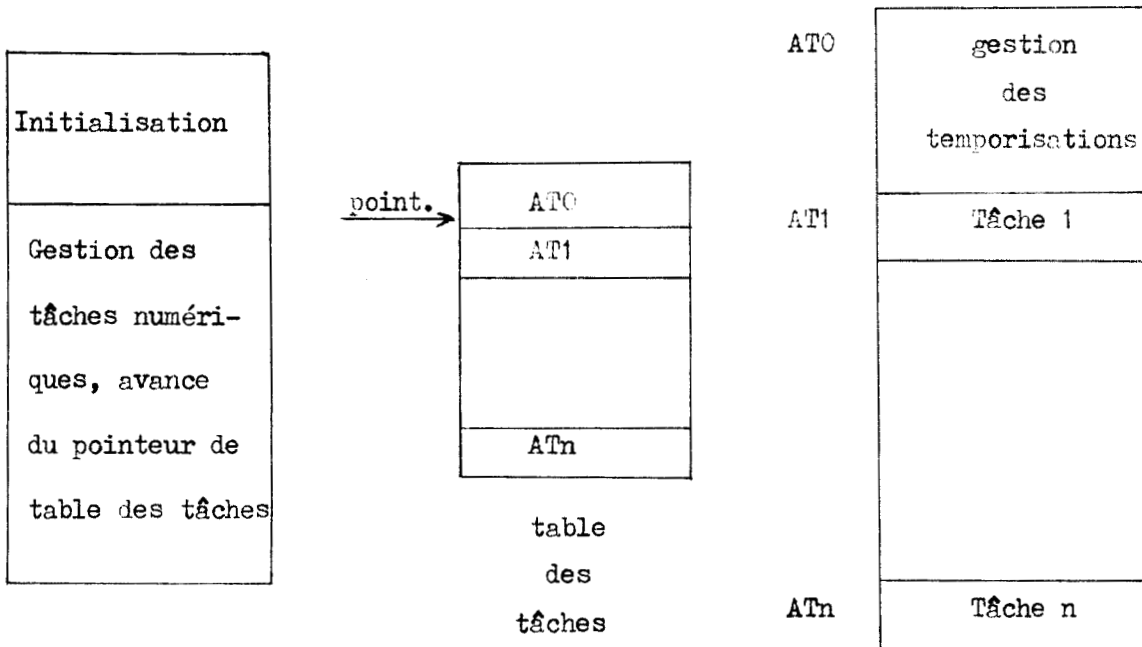 Initialisation
Gestion des
tâches numéri-
ques, avance
du pointeur de
table des tâches
point.
ATO
AT1
ATn
table
des
tâches
ATO
gestion
des
temporisations
AT1
Tâche 1
ATn
Tâche n